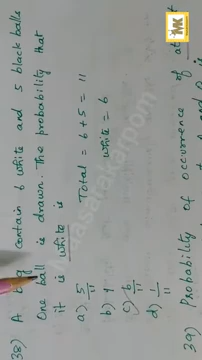 38) A bag contain 6 white and 5 black balls
One ball is drawn. The probability that
it is white is
a) 5/11
Total = 6 + 5 = 11
b) 1
white = 6
c) 6/11
d) 1/11
39) Probability of occurrence of at
MK